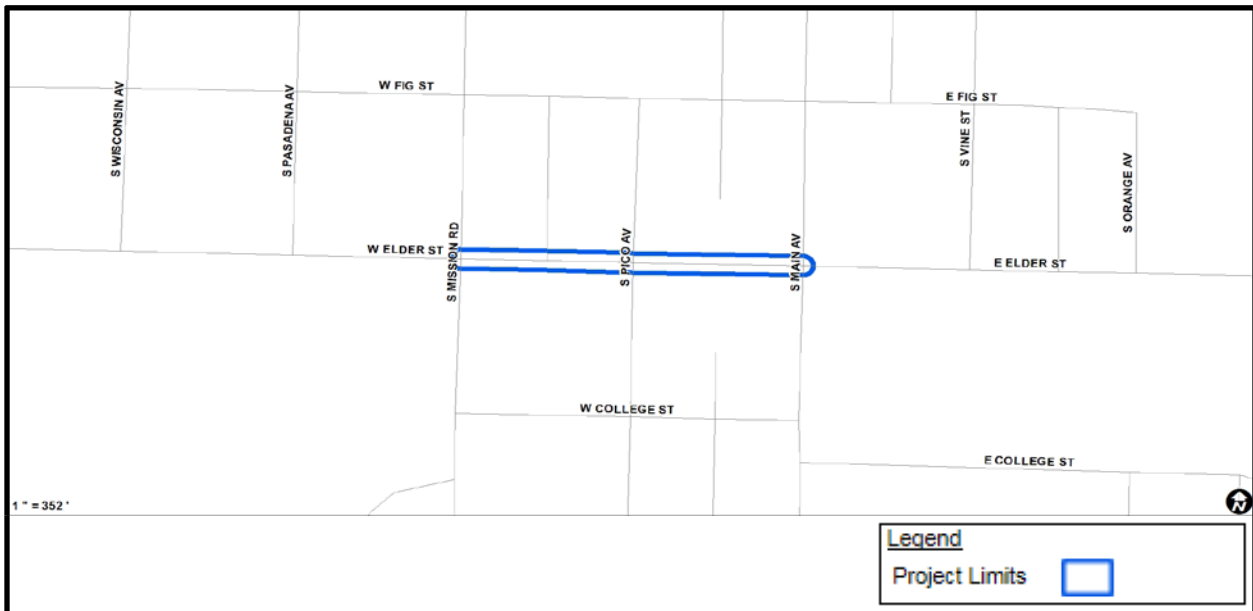 W FIG ST
E FIG ST
S WISCONSIN AV
S PASADENA AV
S VINE ST
S ORANGE AV
W ELDER ST
S MISSION RD
S PICO AV
S MAIN AV
E ELDER ST
W COLLEGE ST
E COLLEGE ST
1 " = 352 '
N
Legend
Project Limits